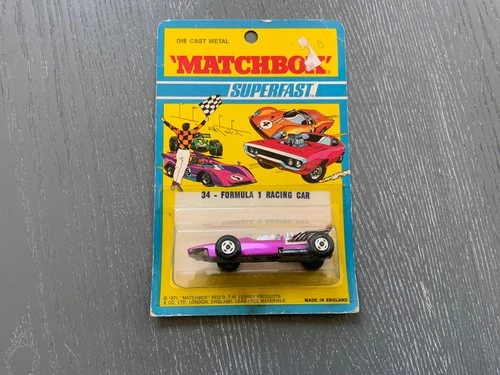 DIE CAST METAL
'MATCHBOX'
SUPERFAST
34 - FORMULA 1 RACING CAR
© 1971 "MATCHBOX" REG'D. T.M. LESNEY PRODUCTS
& CO. LTD. LONDON, ENGLAND. LEAD FREE MATERIALS
MADE IN ENGLAND